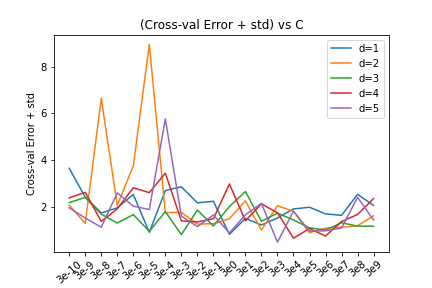 (Cross-val Error + std) vs C
Cross-val Error + std
8
6
4
2
d=1
d=2
d=3
d=4
d=5
3e-10
3e-9
3e-8
3e-7
3e-6
3e-5
3e-4
3e-3
3e-2
3e-1
3e0
3e1
3e2
3e3
3e4
3e5
3e6
3e7
3e8
3e9